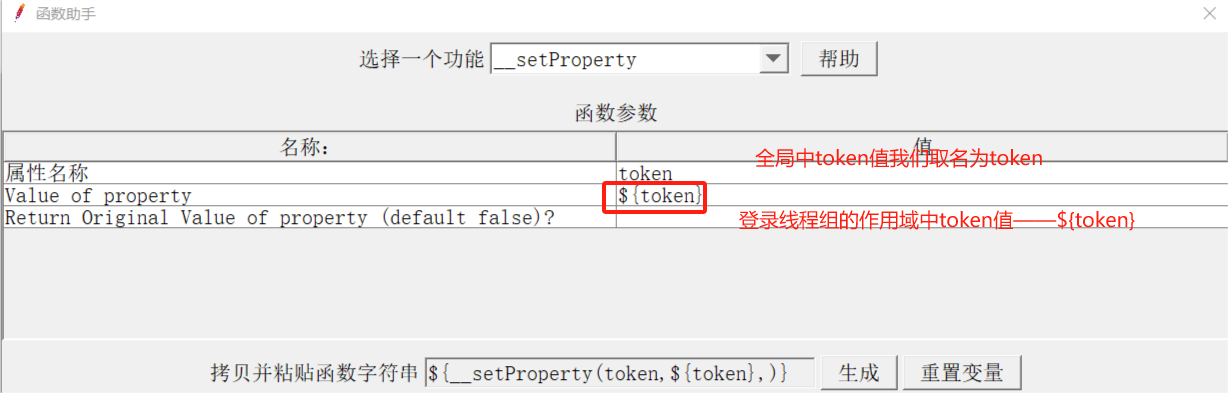 函数助手
选择一个功能 __setProperty 帮助
函数参数
名称: 值
全局中token值我们取名为token
属性名称 token
Value of property ${token}
Return Original Value of property (default false)?
登录线程组的作用域中token值——${token}
拷贝并粘贴函数字符串 ${__setProperty(token,${token},)} 生成 重置变量